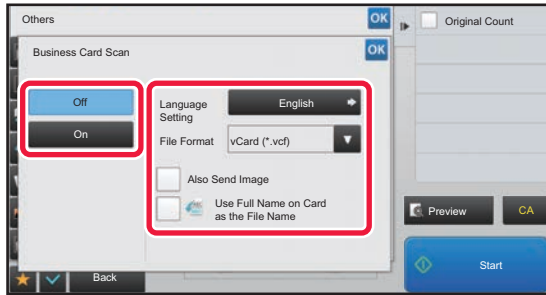 Others
OK
Original Count
Business Card Scan
OK
Off
On
Language
Setting
English
File Format
vCard (*.vcf)
Also Send Image
Use Full Name on Card
as the File Name
Preview
CA
Start
Back